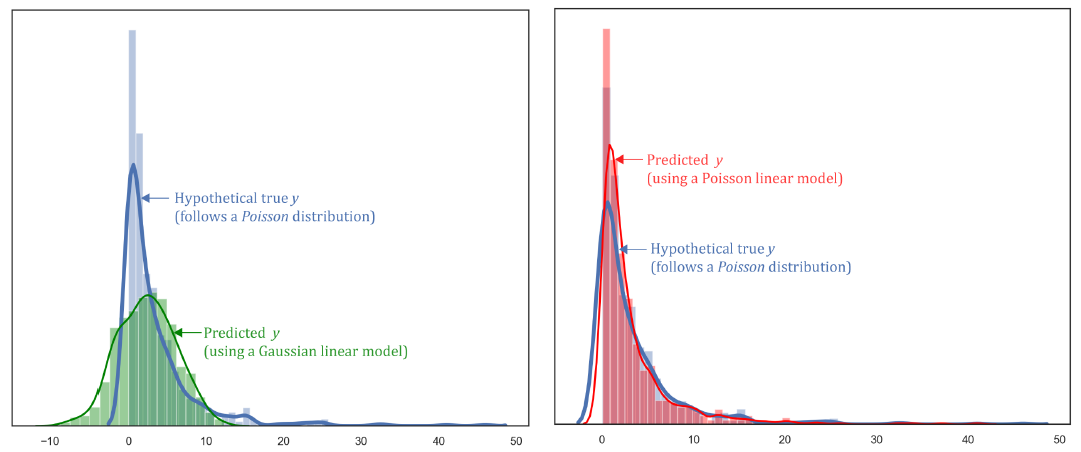 Hypothetical true y
(follows a Poisson distribution)
Predicted y
(using a Gaussian linear model)
−10 0 10 20 30 40 50
Predicted y
(using a Poisson linear model)
Hypothetical true y
(follows a Poisson distribution)
0 10 20 30 40 50